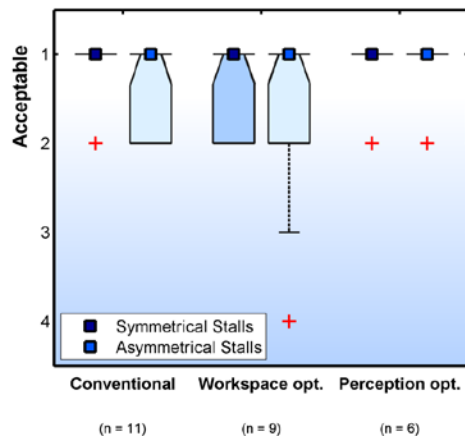 Acceptable
1
2
3
4
Symmetrical Stalls
Asymmetrical Stalls
Conventional Workspace opt. Perception opt.
(n = 11) (n = 9) (n = 6)